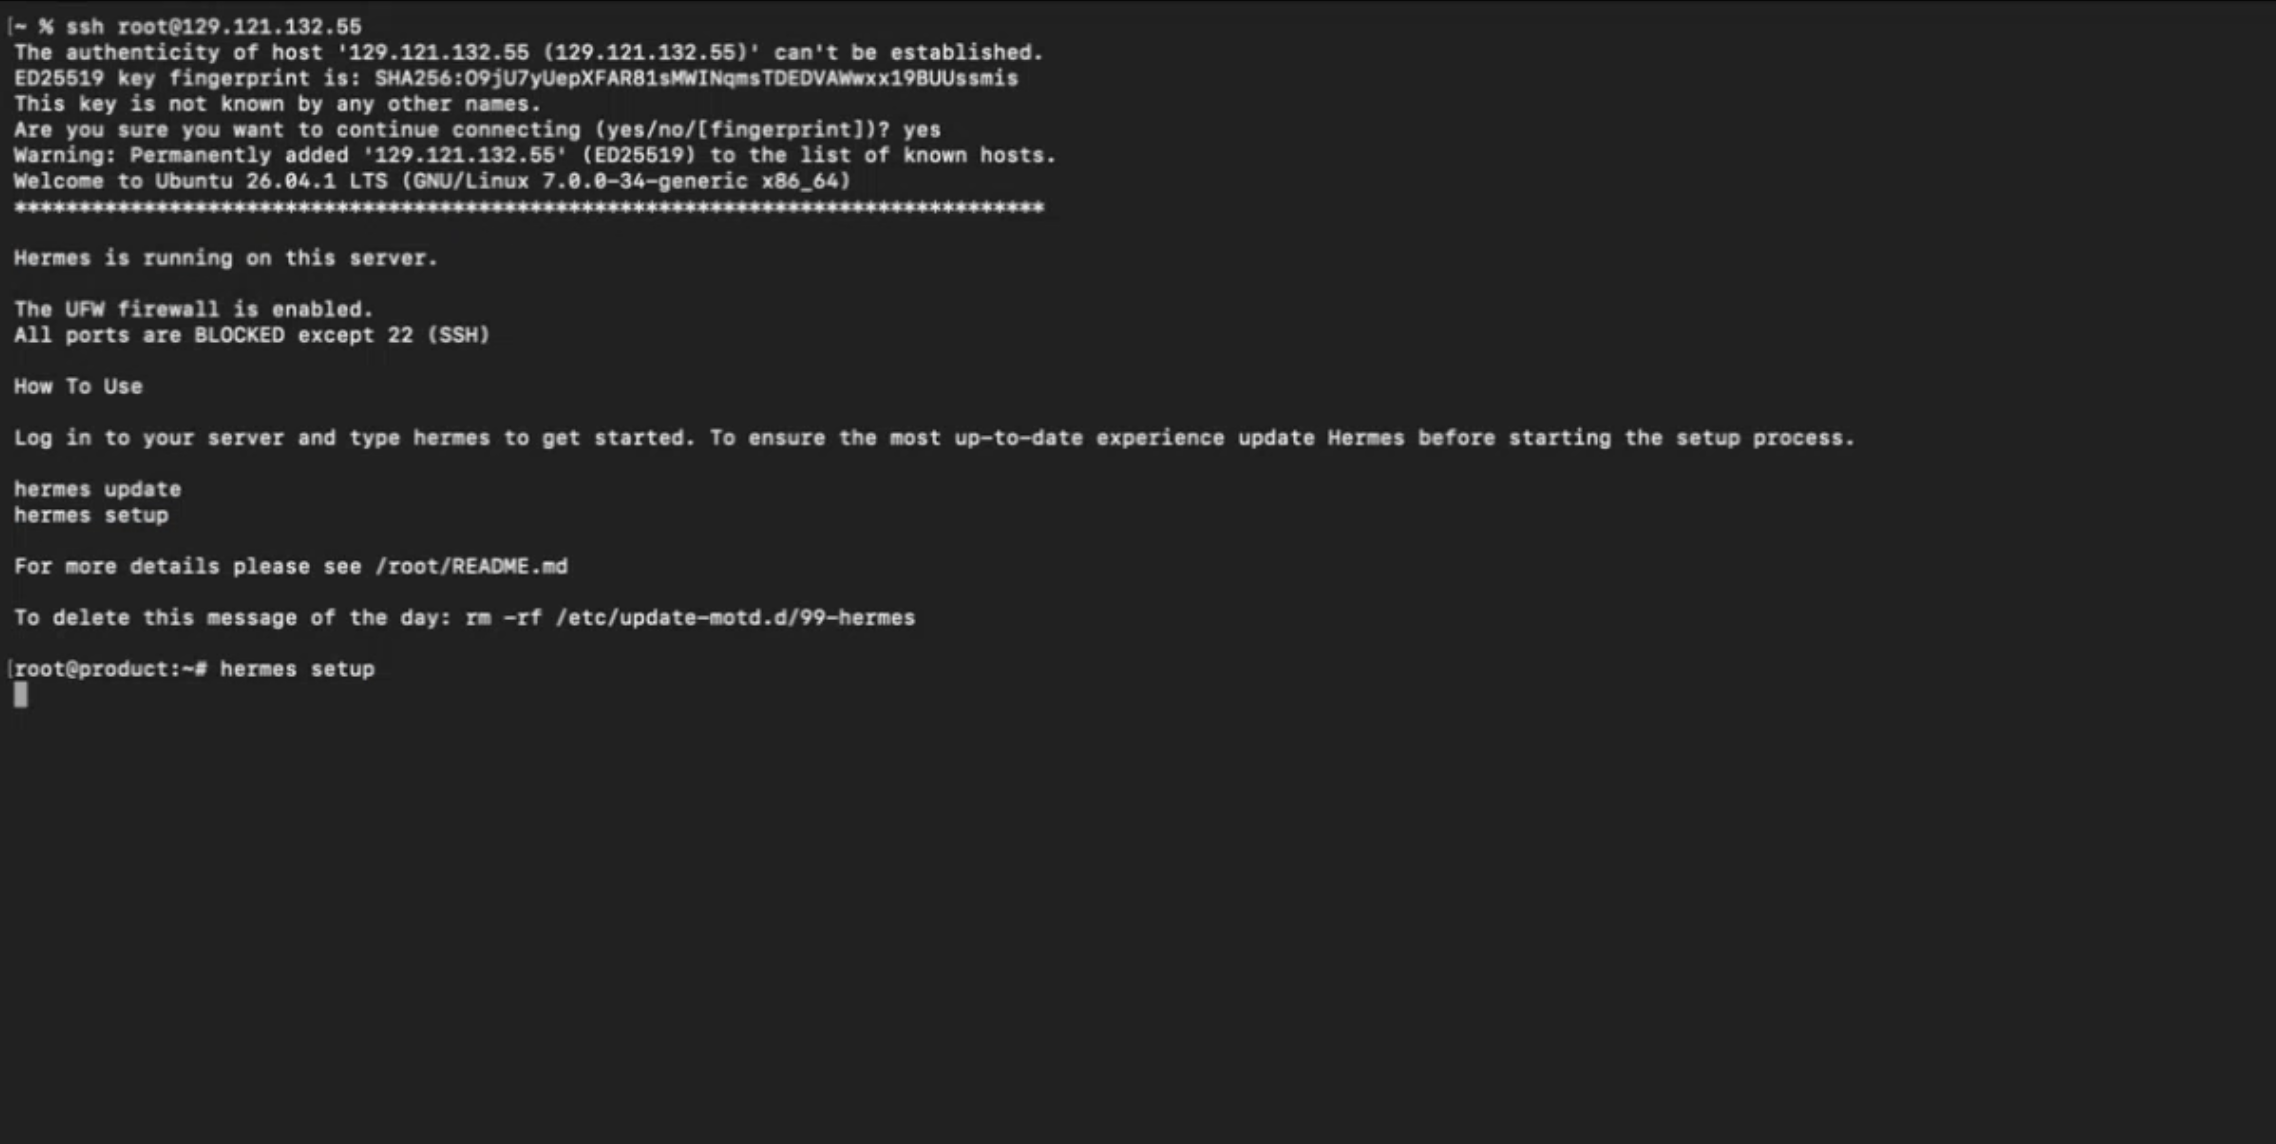 [~ % ssh root@129.121.132.55
The authenticity of host '129.121.132.55 (129.121.132.55)' can't be established.
ED25519 key fingerprint is: SHA256:O9jU7yUepXFAR81sMWINqmsTDEDVAWwxx19BUUssmis
This key is not known by any other names.
Are you sure you want to continue connecting (yes/no/[fingerprint])? yes
Warning: Permanently added '129.121.132.55' (ED25519) to the list of known hosts.
Welcome to Ubuntu 26.04.1 LTS (GNU/Linux 7.0.0-34-generic x86_64)
********************************************************************************
Hermes is running on this server.
The UFW firewall is enabled.
All ports are BLOCKED except 22 (SSH)
How To Use
Log in to your server and type hermes to get started. To ensure the most up-to-date experience update Hermes before starting the setup process.
hermes update
hermes setup
For more details please see /root/README.md
To delete this message of the day: rm -rf /etc/update-motd.d/99-hermes
[root@product:~# hermes setup